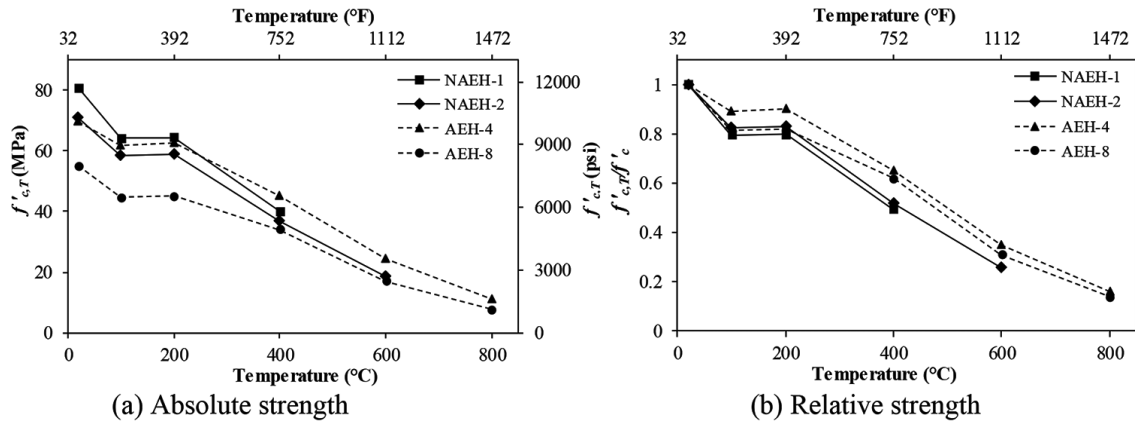 Temperature (°F)
32 392 752 1112 1472
80
60
40
20
0
f'c,T (MPa)
NAEH-1
NAEH-2
AEH-4
AEH-8
12000
9000
6000
3000
0
f'c,T (psi)
0 200 400 600 800
Temperature (°C)
(a) Absolute strength
Temperature (°F)
32 392 752 1112 1472
1
0.8
0.6
0.4
0.2
0
f'c,T/f'c
NAEH-1
NAEH-2
AEH-4
AEH-8
0 200 400 600 800
Temperature (°C)
(b) Relative strength